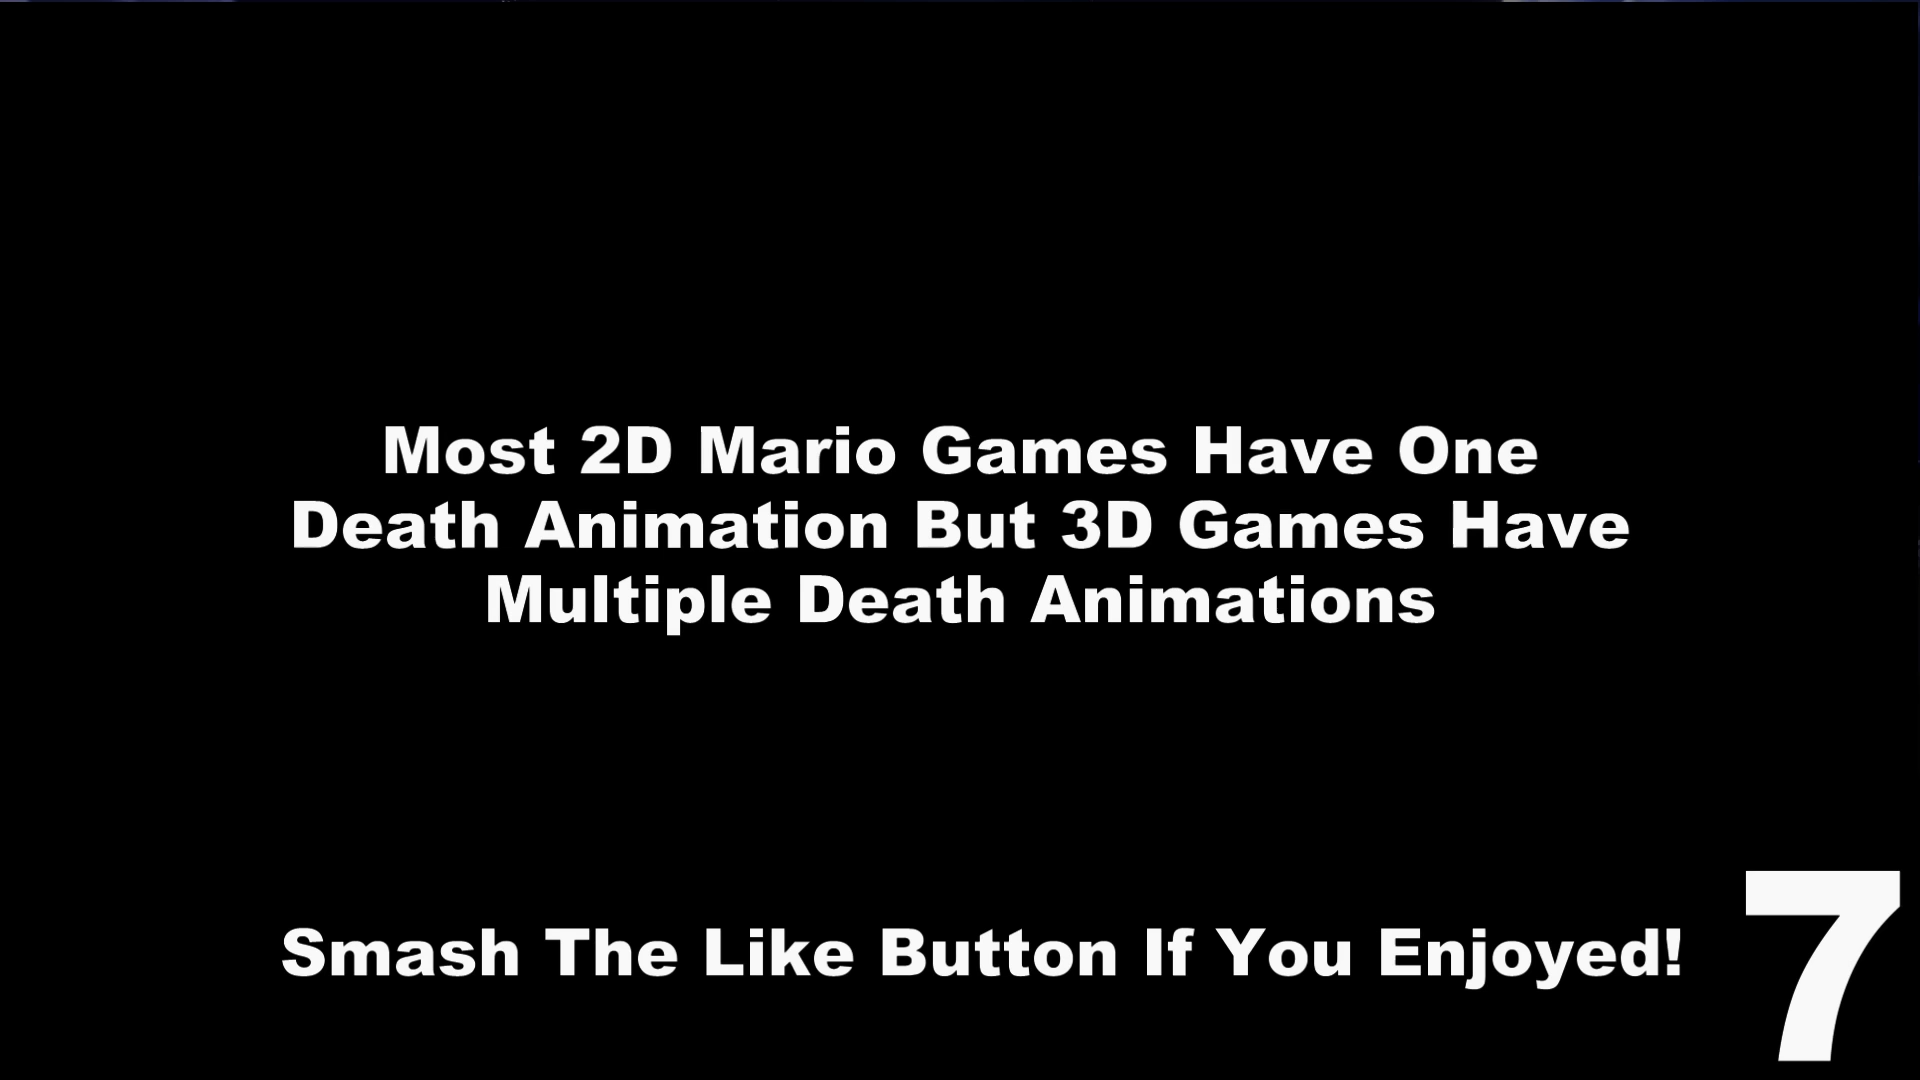 Most 2D Mario Games Have One
Death Animation But 3D Games Have
Multiple Death Animations
Smash The Like Button If You Enjoyed!
7